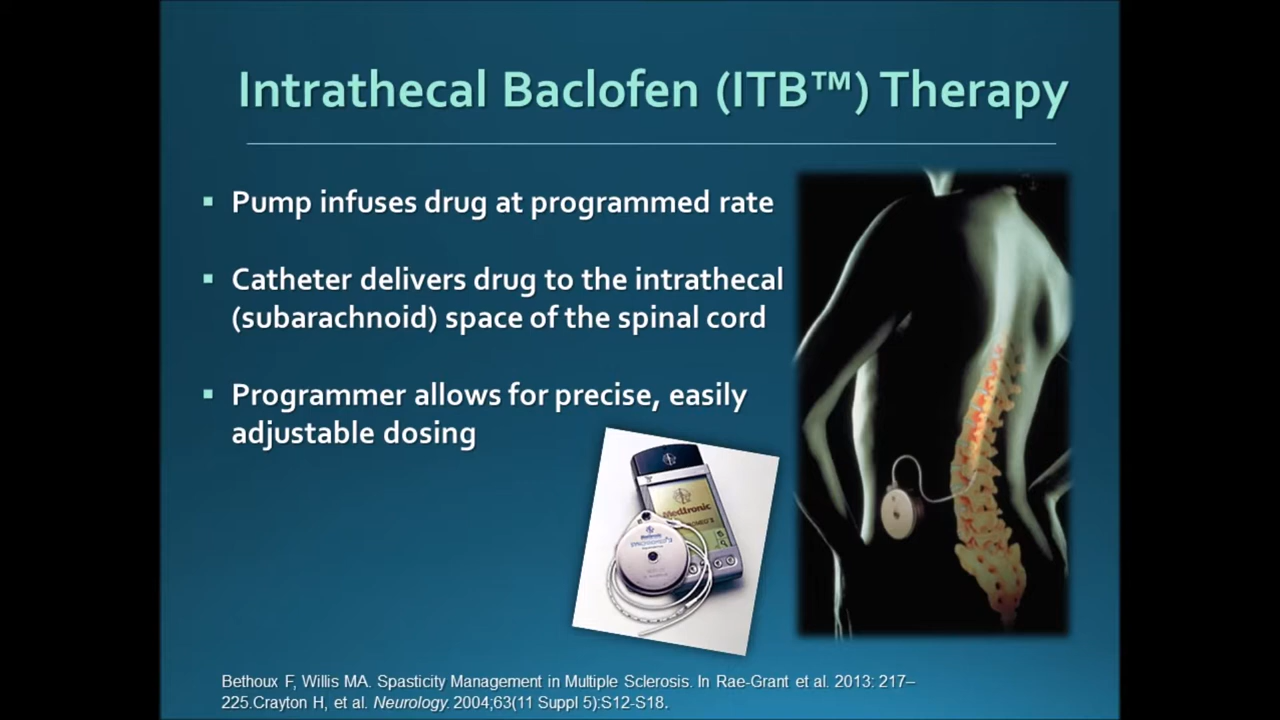 Intrathecal Baclofen (ITB™) Therapy
▪ Pump infuses drug at programmed rate
▪ Catheter delivers drug to the intrathecal
(subarachnoid) space of the spinal cord
▪ Programmer allows for precise, easily
adjustable dosing
Medtronic
Bethoux F, Willis MA. Spasticity Management in Multiple Sclerosis. In Rae-Grant et al. 2013: 217–
225.Crayton H, et al. Neurology. 2004;63(11 Suppl 5):S12-S18.